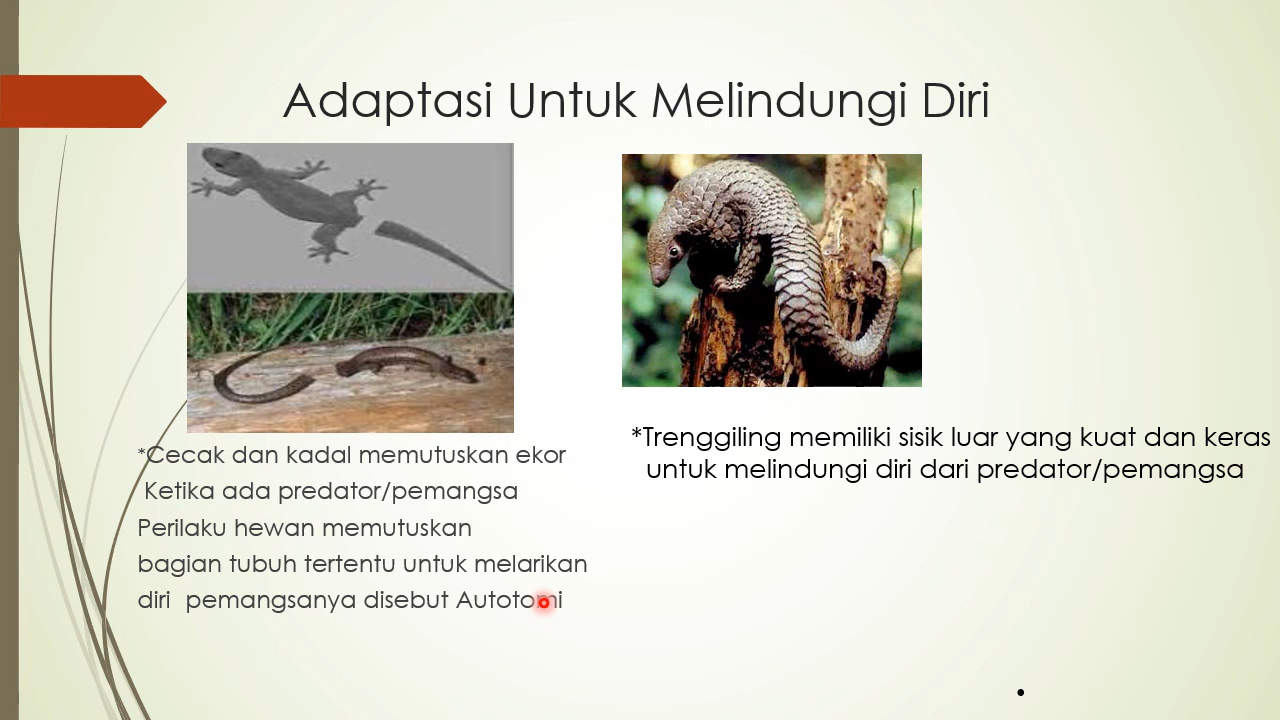 Adaptasi Untuk Melindungi Diri
*Cecak dan kadal memutuskan ekor
Ketika ada predator/pemangsa
Perilaku hewan memutuskan
bagian tubuh tertentu untuk melarikan
diri pemangsanya disebut Autotomi
*Trenggiling memiliki sisik luar yang kuat dan keras
untuk melindungi diri dari predator/pemangsa